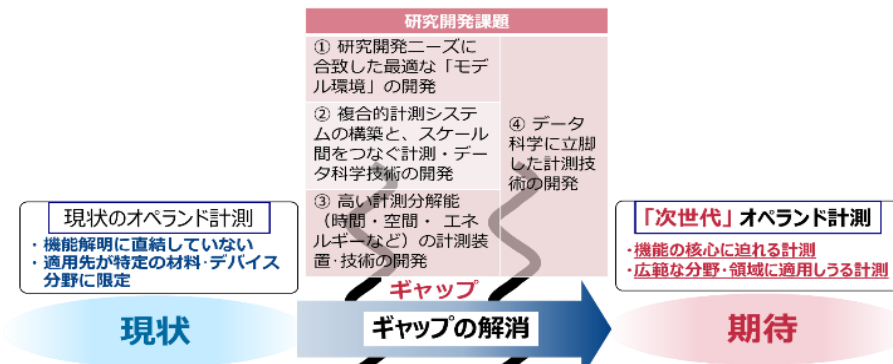 研究開発課題
① 研究開発ニーズに
合致した最適な「モデ
ル環境」の開発
② 複合的計測システ
ムの構築と、スケール
間をつなぐ計測・デー
タ科学技術の開発
③ 高い計測分解能
（時間・空間・ エネ
ルギーなど）の計測装
置・技術の開発
④ データ
科学に立脚
した計測技
術の開発
現状のオペランド計測
・機能解明に直結していない
・適用先が特定の材料・デバイス
分野に限定
「次世代」オペランド計測
・機能の核心に迫れる計測
・広範な分野・領域に適用しうる計測
ギャップ
現状
ギャップの解消
期待